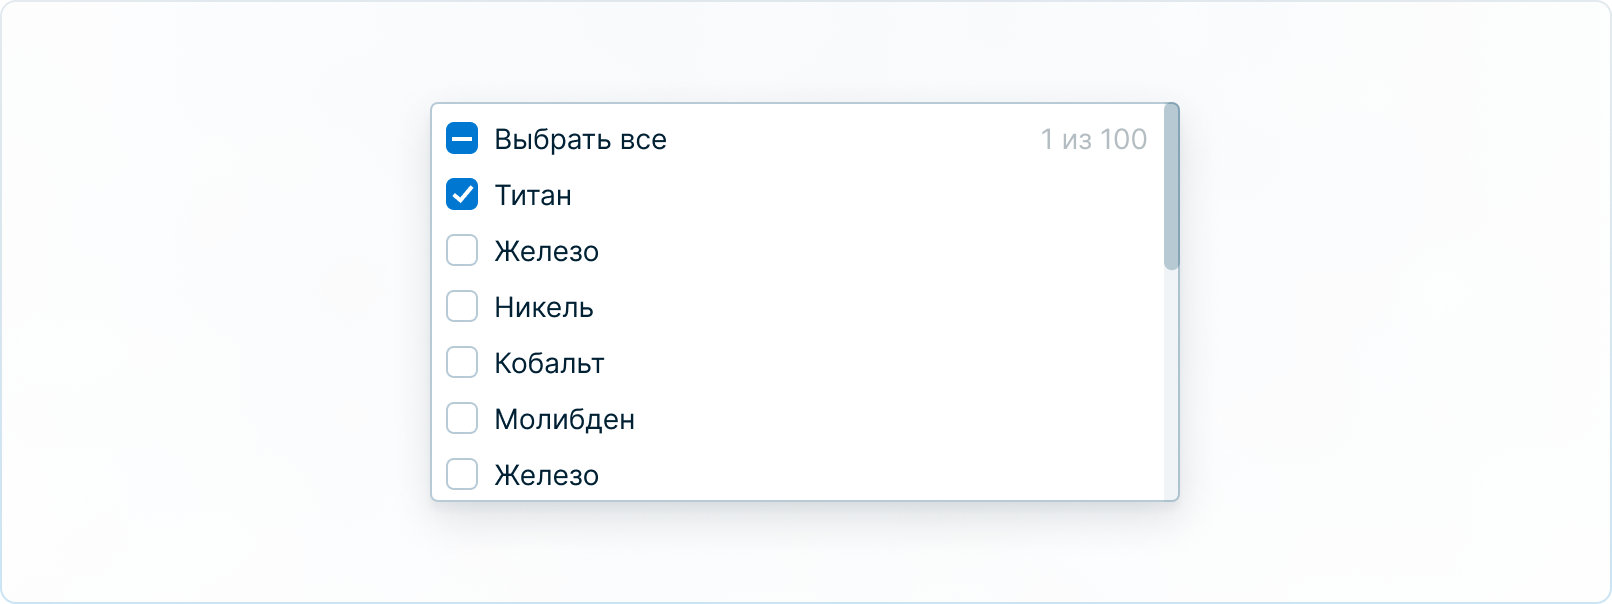 Выбрать все 1 из 100
Титан
Железо
Никель
Кобальт
Молибден
Железо